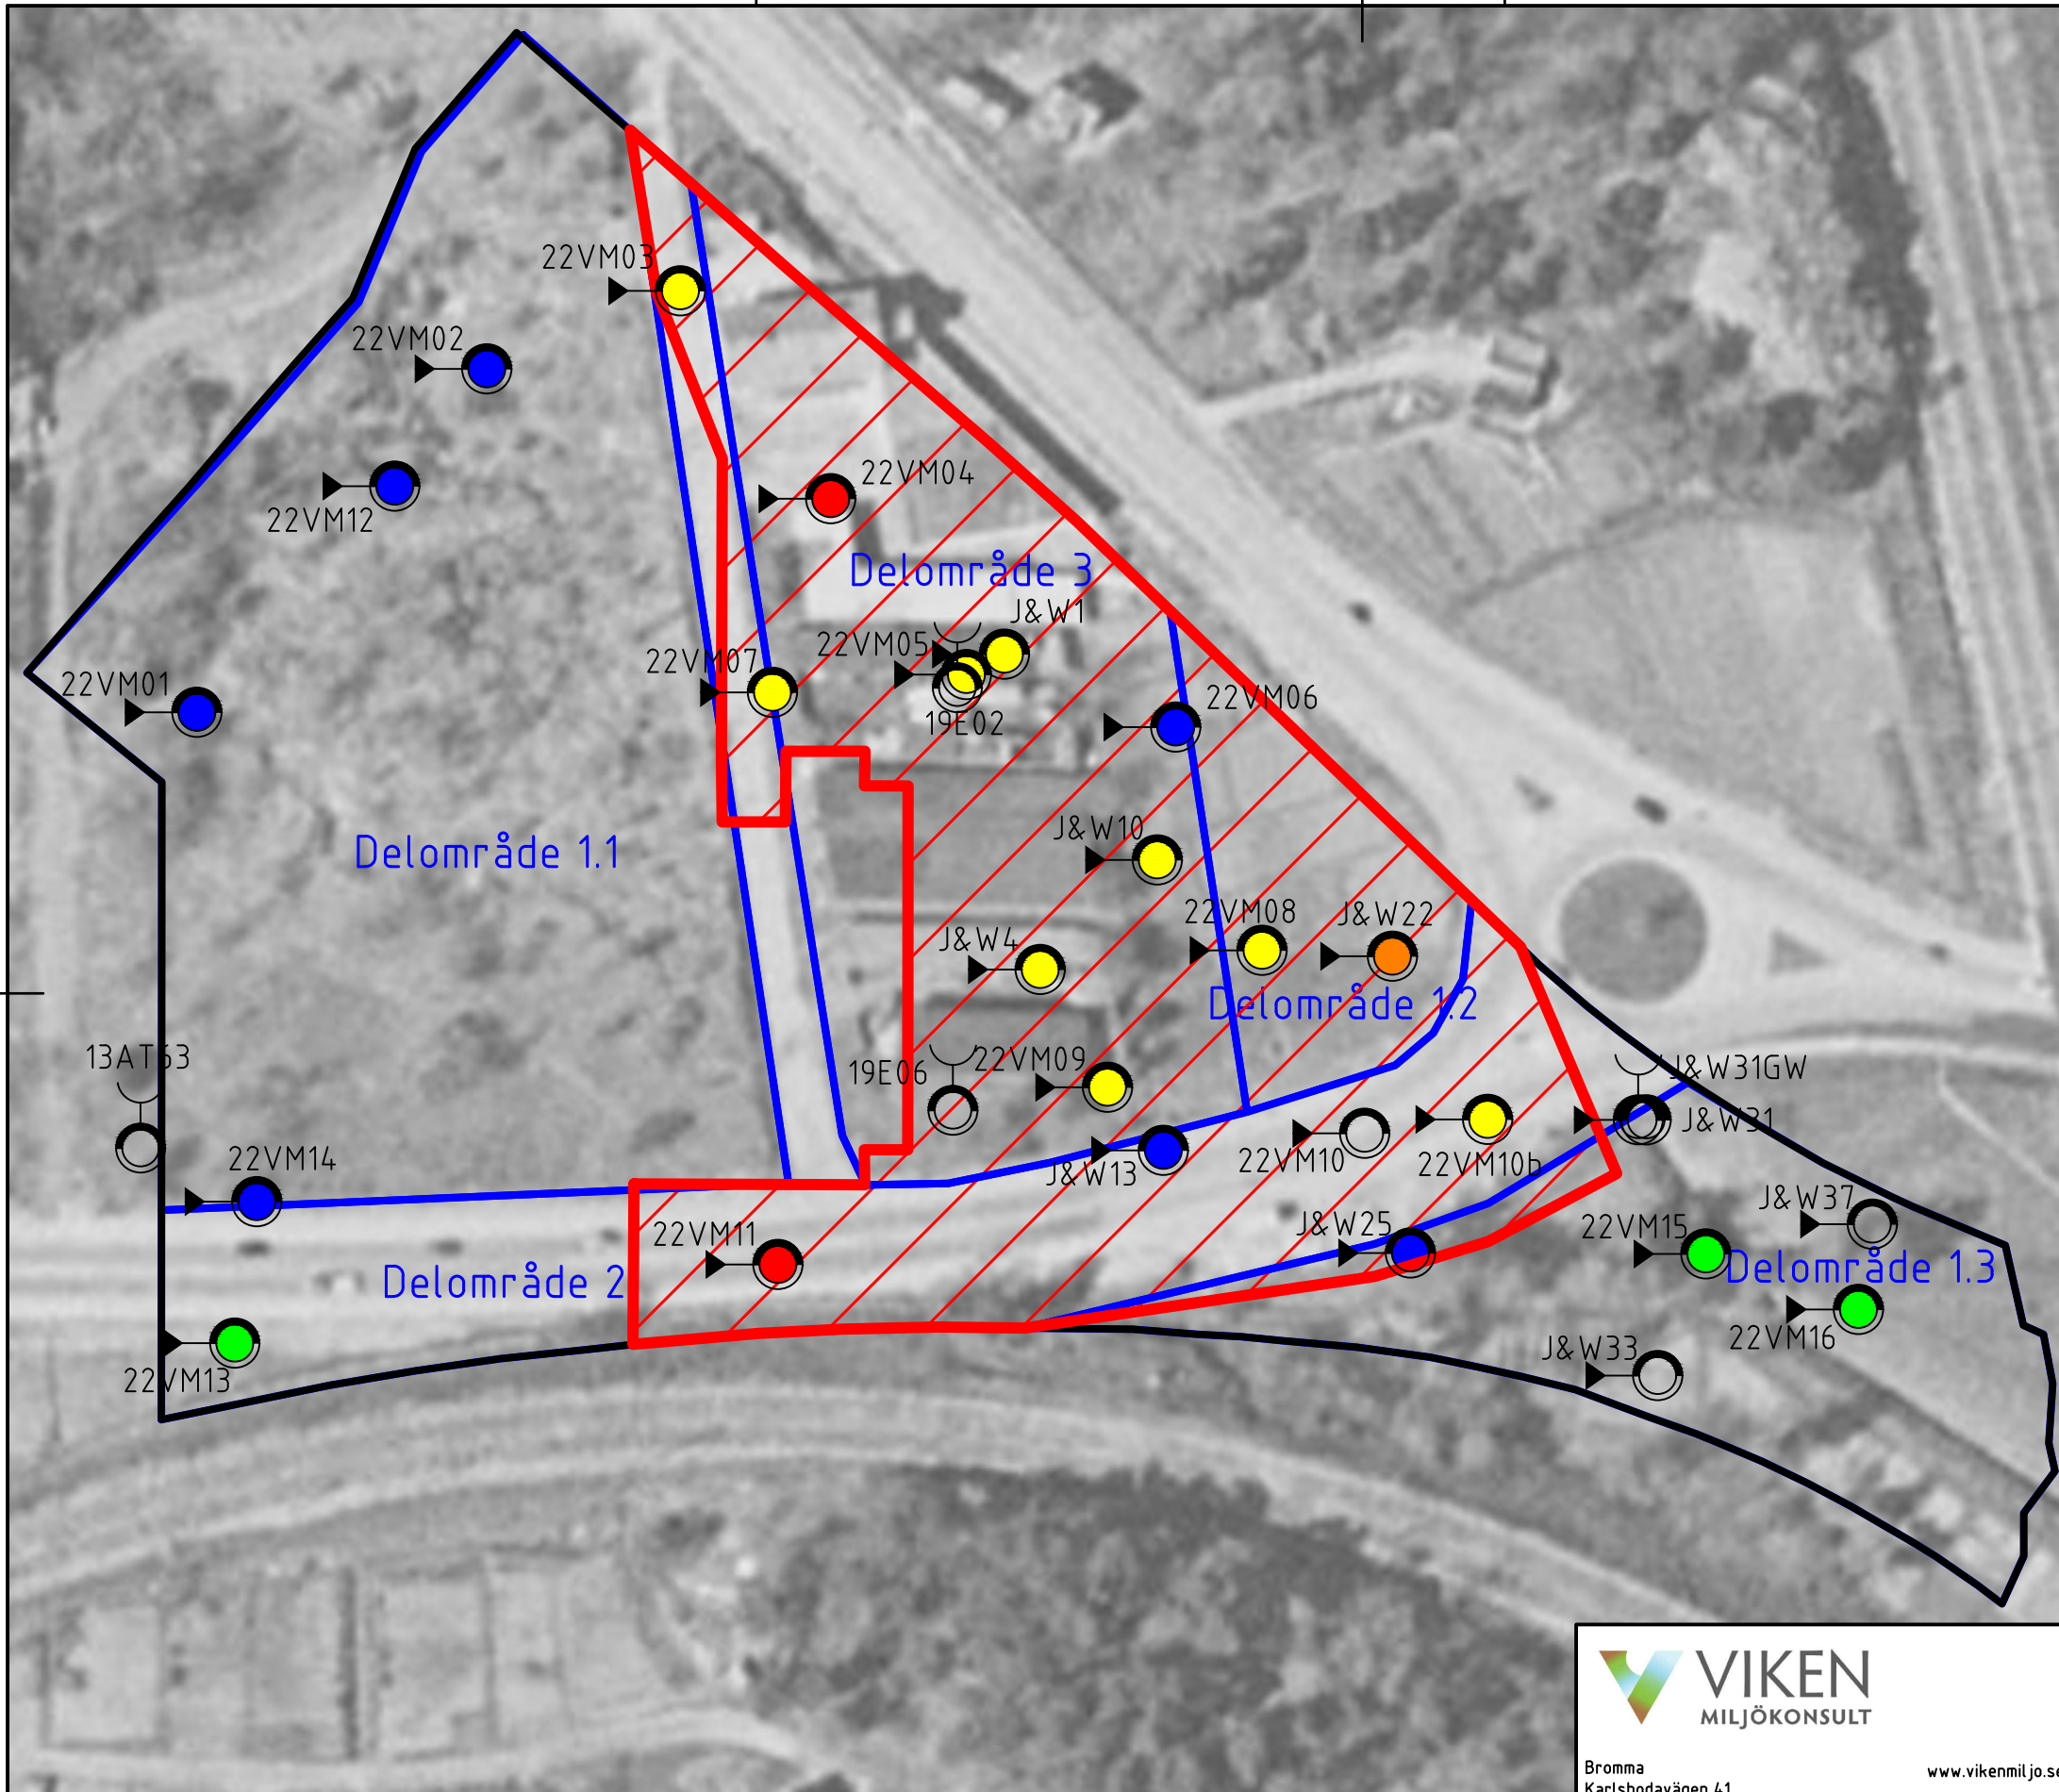 22VM03
22VM02
22VM04
22VM12
Delområde 3
J&W1
22VM05
22VM07
22VM01
22VM06
19E02
J&W10
Delområde 1.1
22VM08
J&W22
J&W4
Delområde 1.2
13AT63
19E06
22VM09
J&W31GW
J&W31
22VM14
J&W13
22VM10
22VM10b
J&W37
22VM11
J&W25
22VM15
Delområde 2
Delområde 1.3
22VM13
J&W33
22VM16
VIKEN
MILJÖKONSULT
Bromma
www.vikenmiljo.se
Karlsbodavägen 41